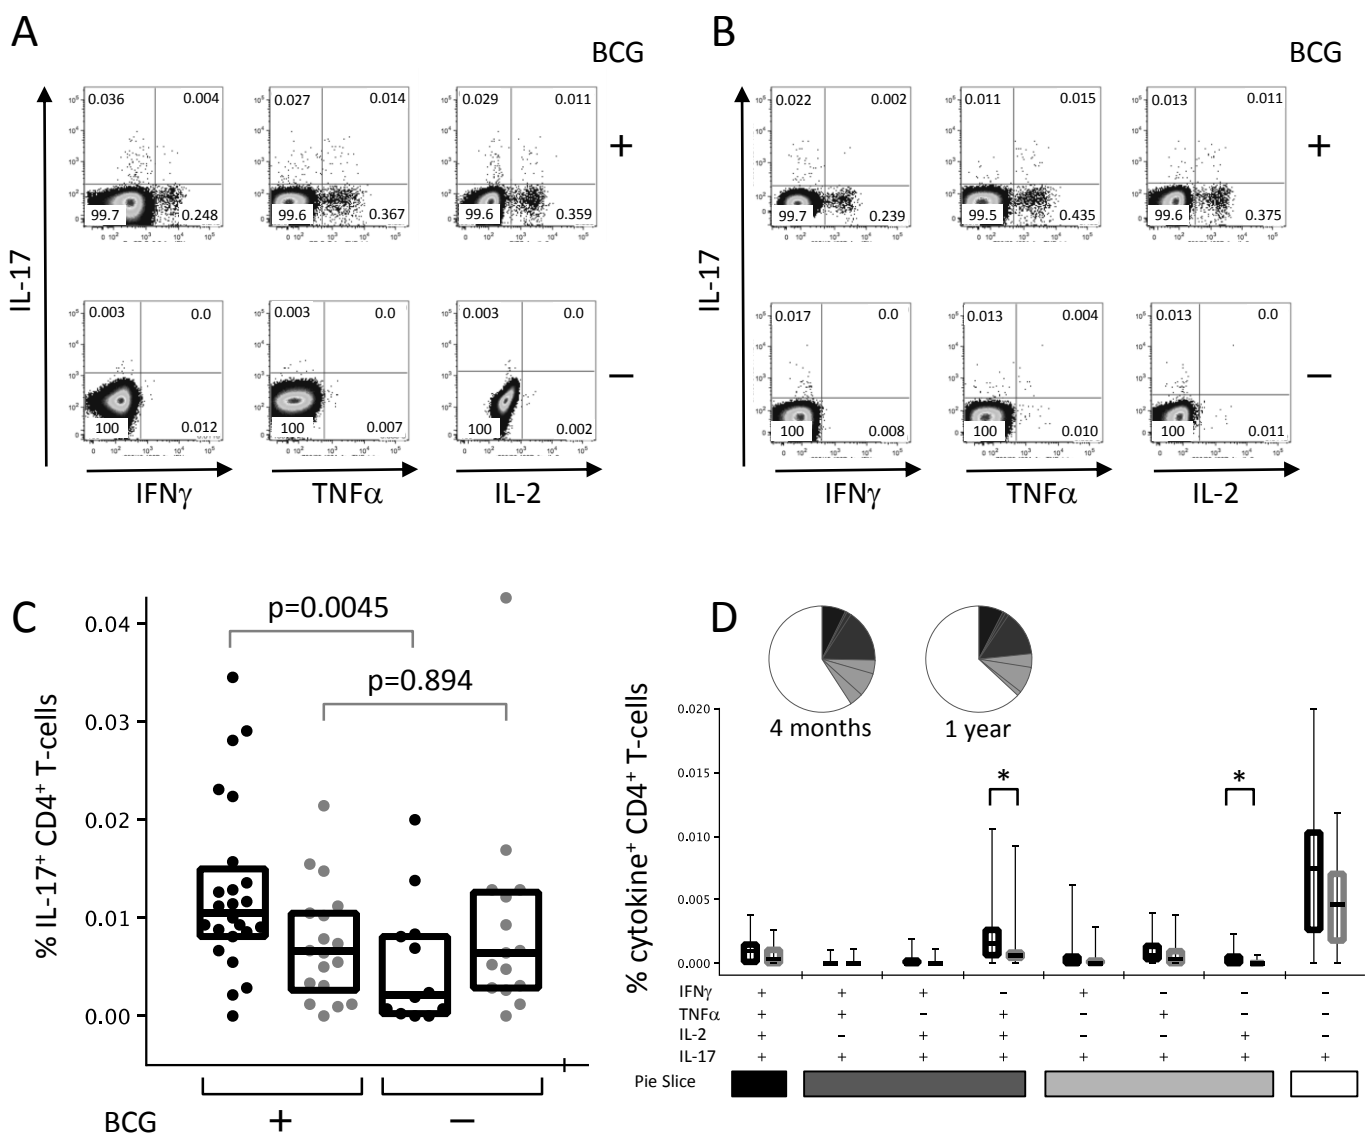 A
BCG
0.036 0.004
0.027 0.014
0.029 0.011
+
99.7 0.248
99.6 0.367
99.6 0.359
IL-17
0.003 0.0
0.003 0.0
0.003 0.0
−
100 0.012
100 0.007
100 0.002
IFNγ
TNFα
IL-2
B
BCG
0.022 0.002
0.011 0.015
0.013 0.011
+
99.7 0.239
99.5 0.435
99.6 0.375
IL-17
0.017 0.0
0.013 0.004
0.013 0.0
−
100 0.008
100 0.010
100 0.011
IFNγ
TNFα
IL-2
C
p=0.0045
p=0.894
% IL-17⁺ CD4⁺ T-cells
0.04
0.03
0.02
0.01
0.00
BCG + −
D
4 months
1 year
% cytokine⁺ CD4⁺ T-cells
0.020
0.015
0.010
0.005
0.000
*
*
IFNγ + + + − + − − −
TNFα + + − + − + − −
IL-2 + − + + − − + −
IL-17 + + + + + + + +
Pie Slice